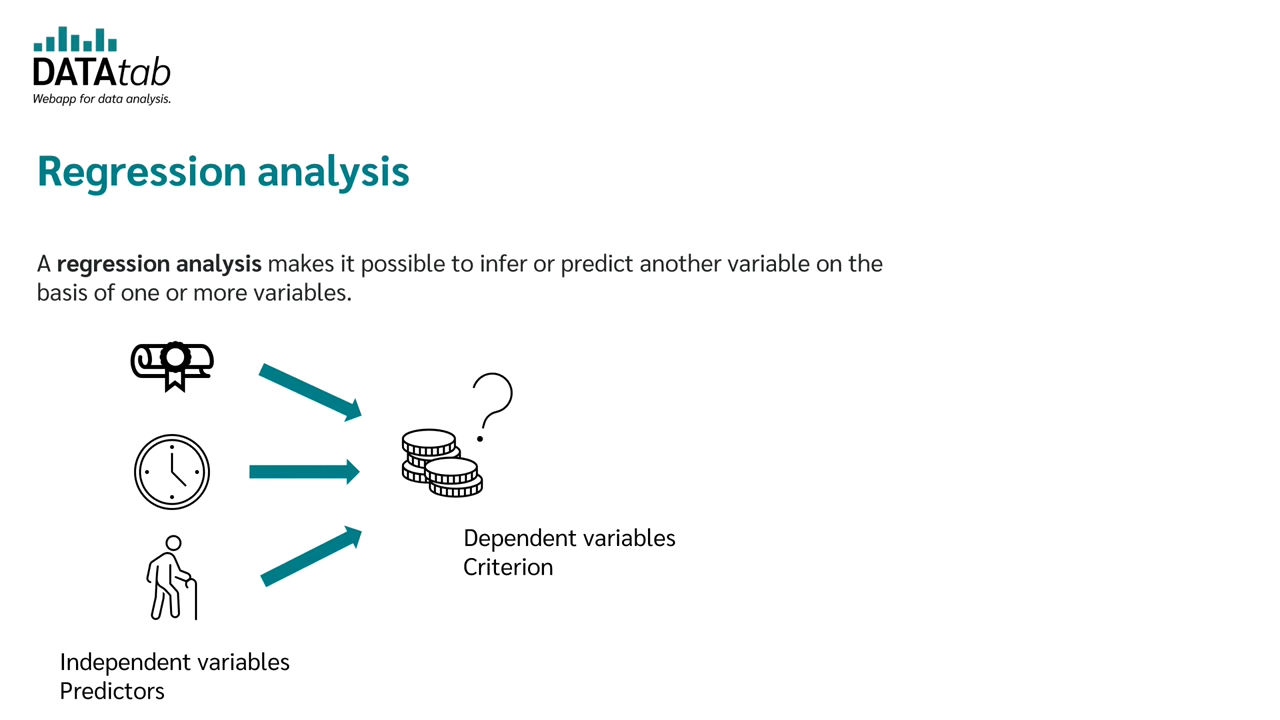 DATAtab
Webapp for data analysis.
Regression analysis
A regression analysis makes it possible to infer or predict another variable on the
basis of one or more variables.
Dependent variables
Criterion
Independent variables
Predictors